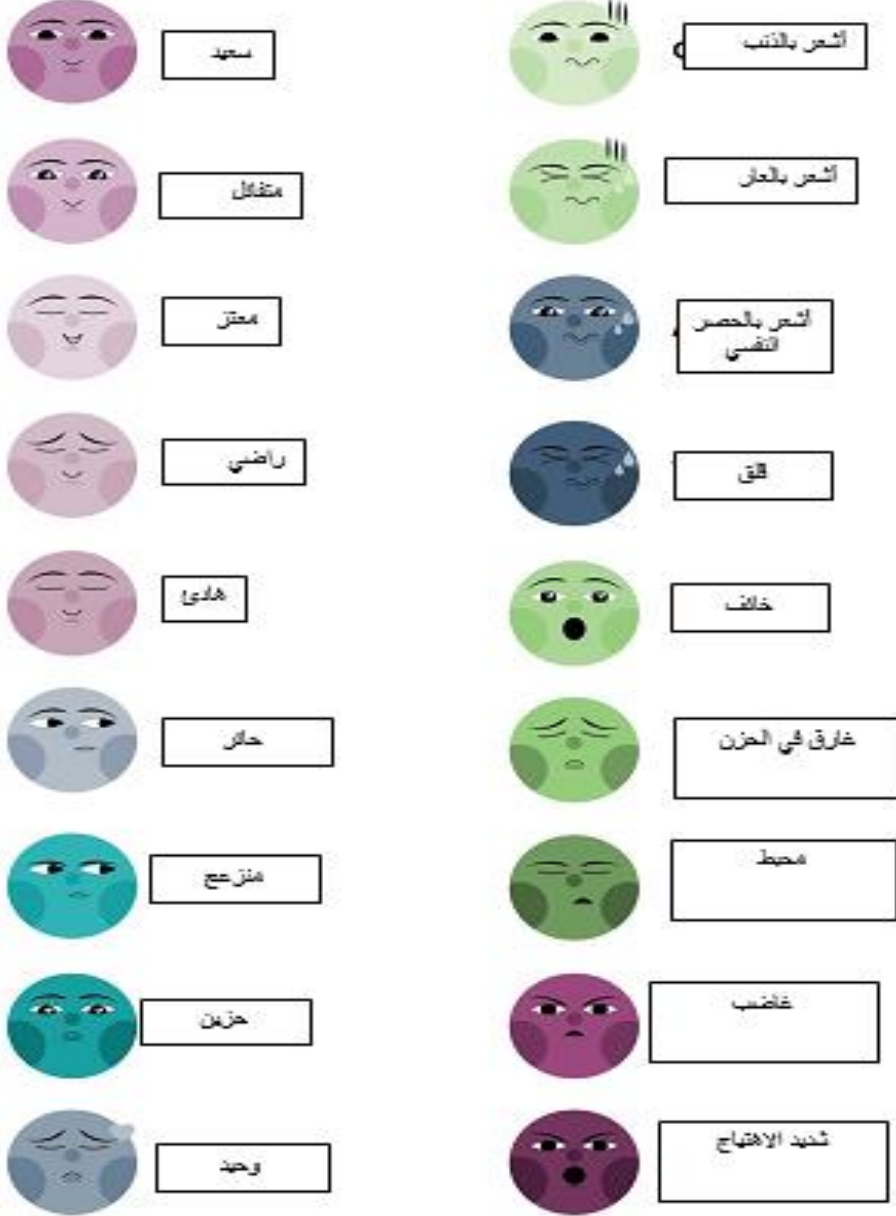 سعيد
متفائل
معتز
راضي
هادئ
حائر
منزعج
حزين
وحيد
أشعر بالذنب
أشعر بالعار
أشعر بالحصر
النفسي
قلق
خائف
غارق في الحزن
محبط
غاضب
شديد الاهتياج